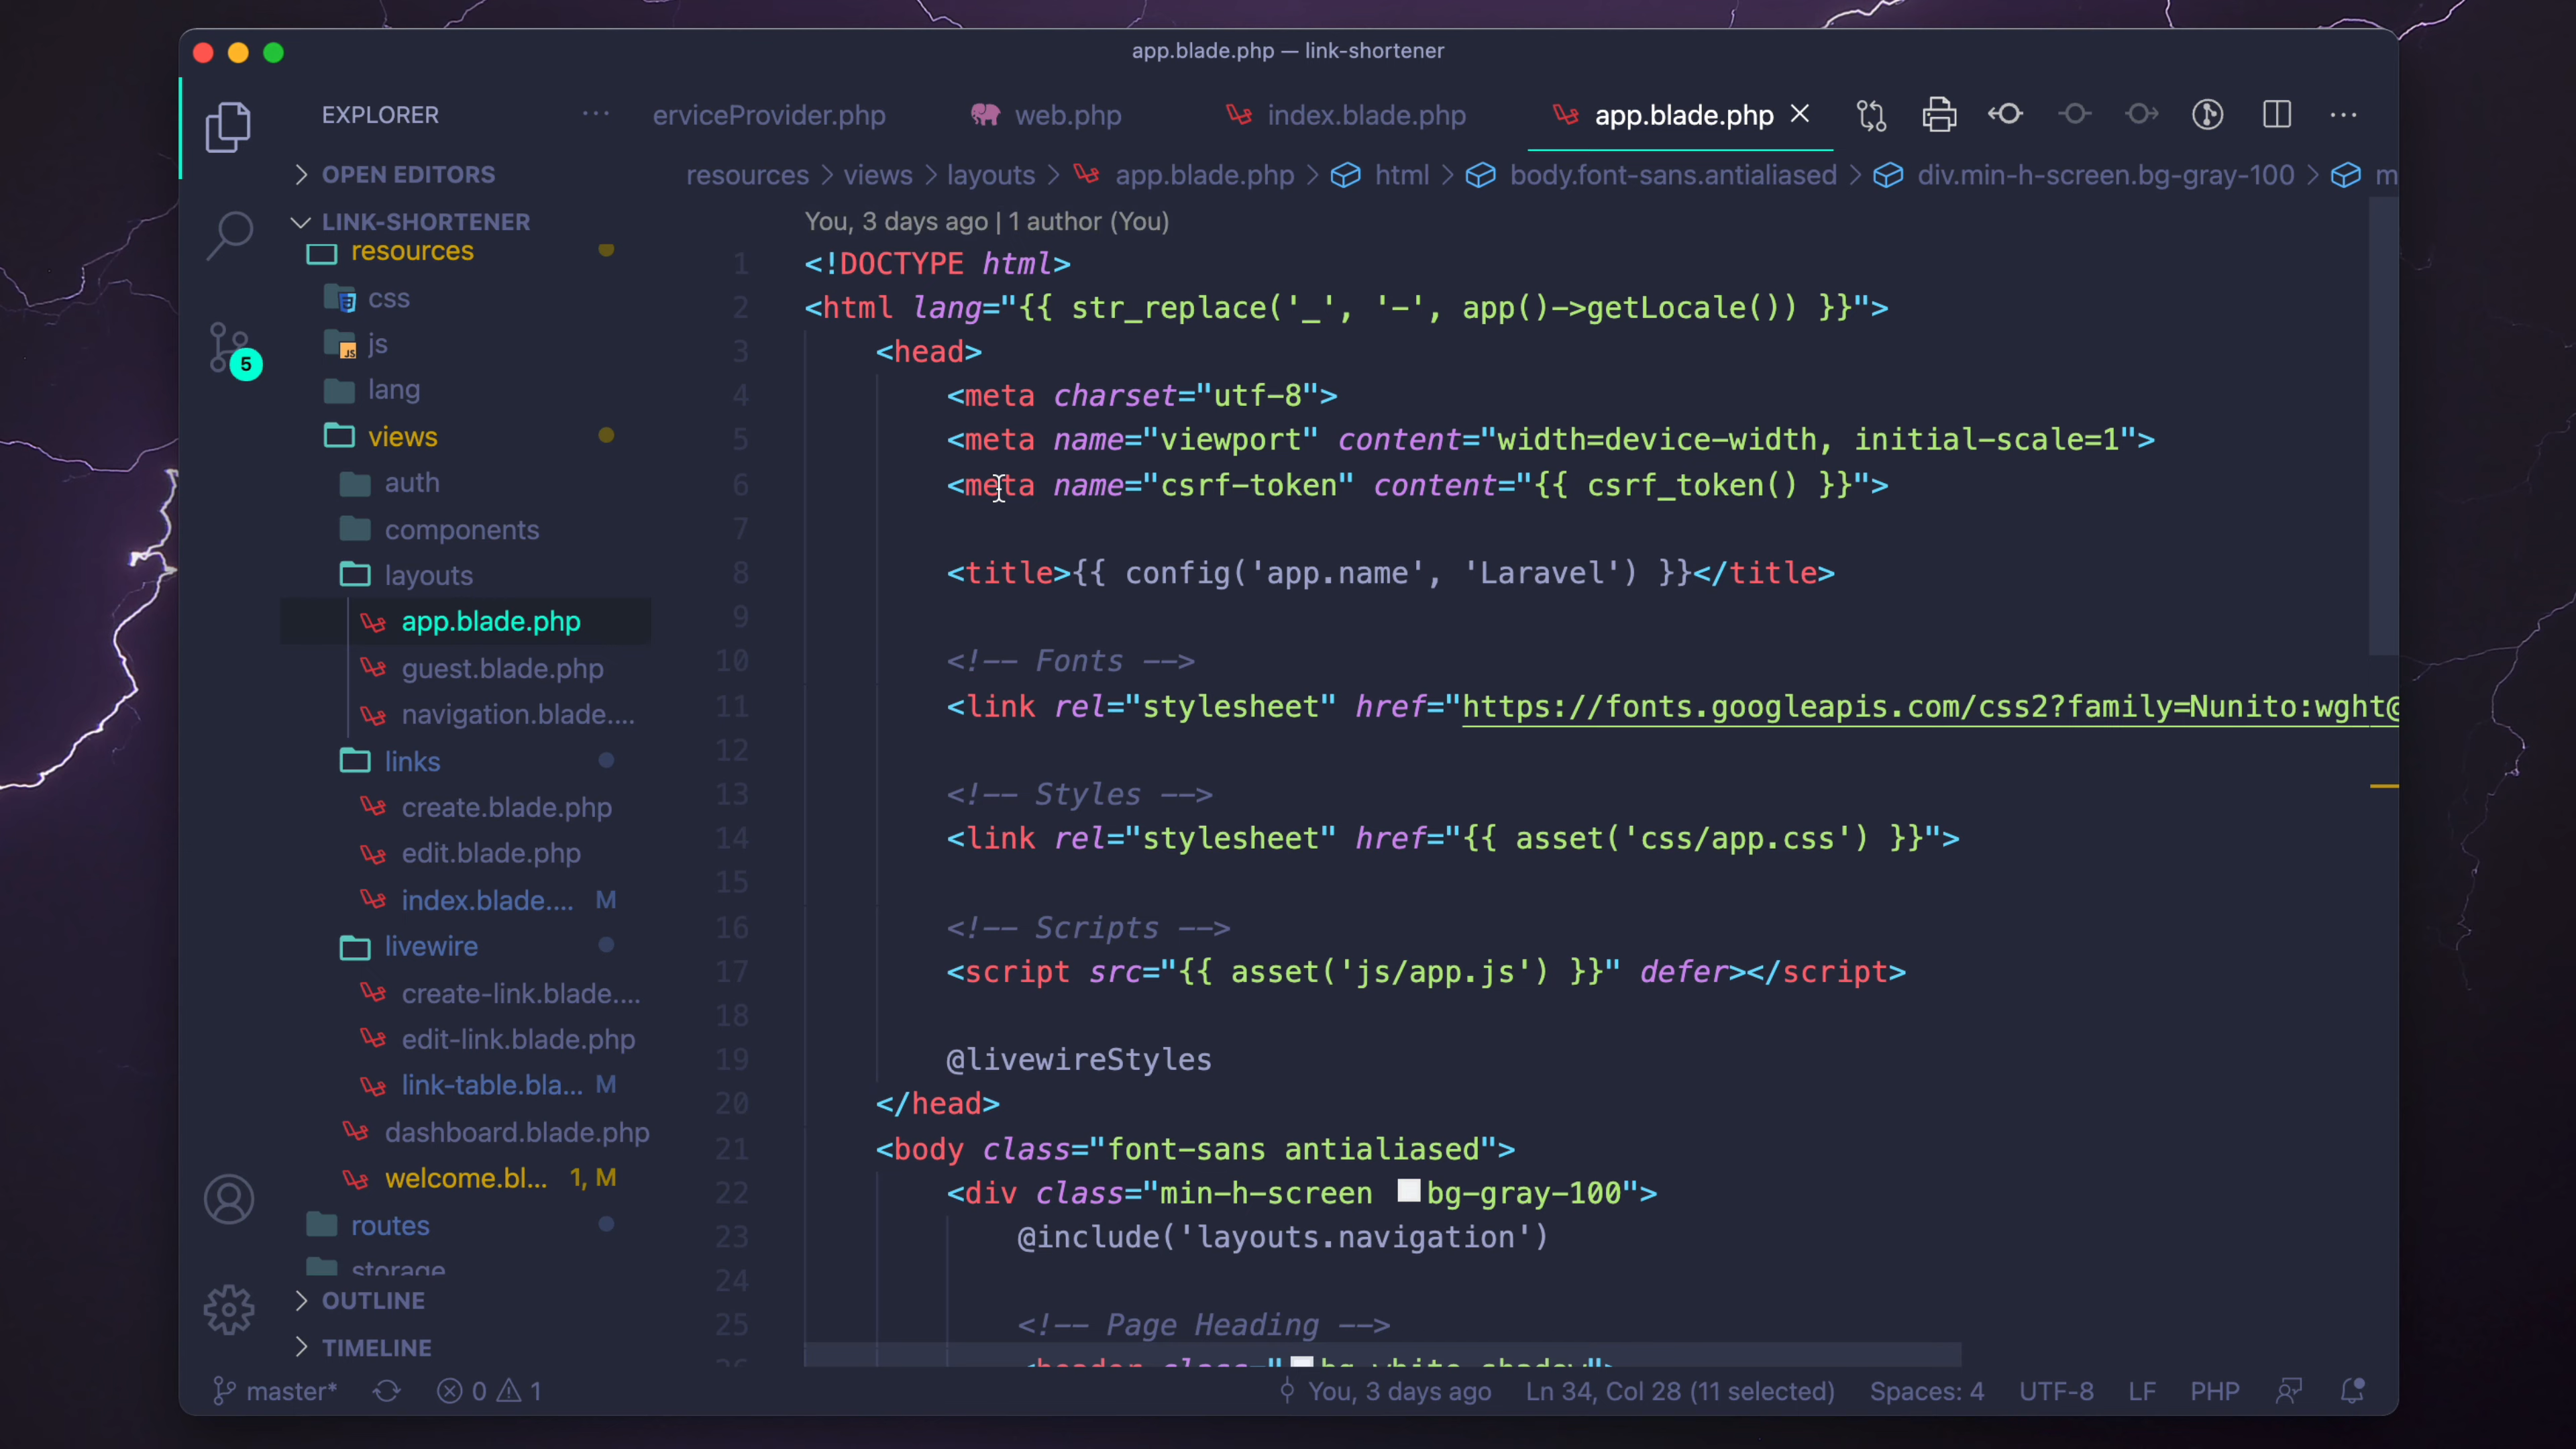 app.blade.php — link-shortener
EXPLORER
erviceProvider.php
web.php
index.blade.php
app.blade.php
OPEN EDITORS
LINK-SHORTENER
resources
css
js
lang
views
auth
components
layouts
app.blade.php
guest.blade.php
navigation.blade....
links
create.blade.php
edit.blade.php
index.blade.... M
livewire
create-link.blade....
edit-link.blade.php
link-table.bla... M
dashboard.blade.php
welcome.bl... 1, M
routes
storage
OUTLINE
TIMELINE
5
resources > views > layouts > app.blade.php > html > body.font-sans.antialiased > div.min-h-screen.bg-gray-100 > m
You, 3 days ago | 1 author (You)
1 <!DOCTYPE html>
2 <html lang="{{ str_replace('_', '-', app()->getLocale()) }}">
3 <head>
4 <meta charset="utf-8">
5 <meta name="viewport" content="width=device-width, initial-scale=1">
6 <meta name="csrf-token" content="{{ csrf_token() }}">
7
8 <title>{{ config('app.name', 'Laravel') }}</title>
9
10 <!-- Fonts -->
11 <link rel="stylesheet" href="https://fonts.googleapis.com/css2?family=Nunito:wght@
12
13 <!-- Styles -->
14 <link rel="stylesheet" href="{{ asset('css/app.css') }}">
15
16 <!-- Scripts -->
17 <script src="{{ asset('js/app.js') }}" defer></script>
18
19 @livewireStyles
20 </head>
21 <body class="font-sans antialiased">
22 <div class="min-h-screen bg-gray-100">
23 @include('layouts.navigation')
24
25 <!-- Page Heading -->
26 <header class="bg-white shadow">
master* 0 1 You, 3 days ago Ln 34, Col 28 (11 selected) Spaces: 4 UTF-8 LF PHP